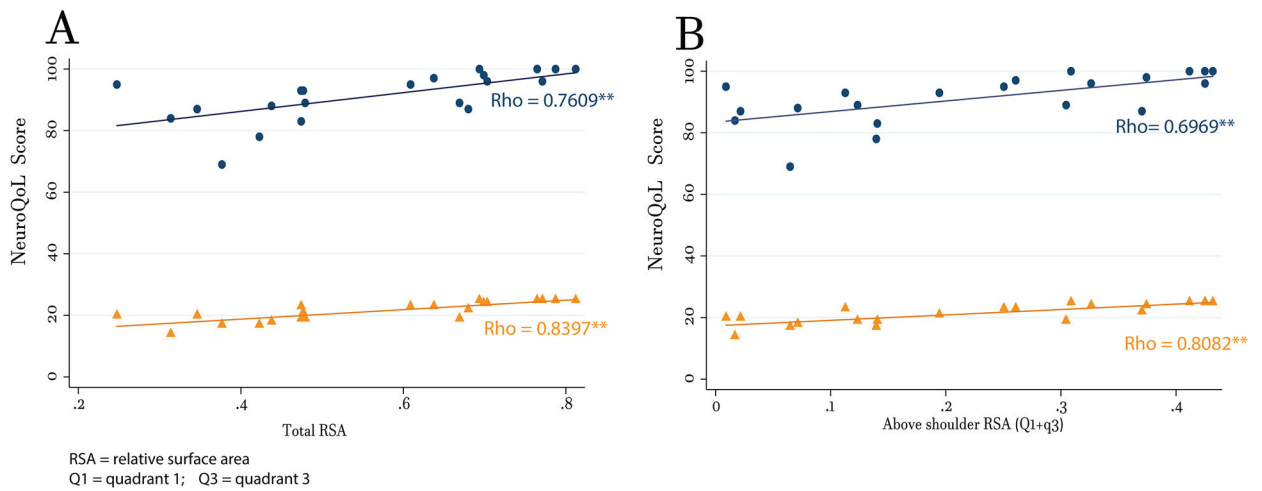 A
B
NeuroQoL Score
0
20
40
60
80
100
Rho = 0.7609**
Rho = 0.8397**
.2
.4
.6
.8
Total RSA
NeuroQoL Score
0
20
40
60
80
100
Rho= 0.6969**
Rho = 0.8082**
0
.1
.2
.3
.4
Above shoulder RSA (Q1+q3)
RSA = relative surface area
Q1 = quadrant 1; Q3 = quadrant 3